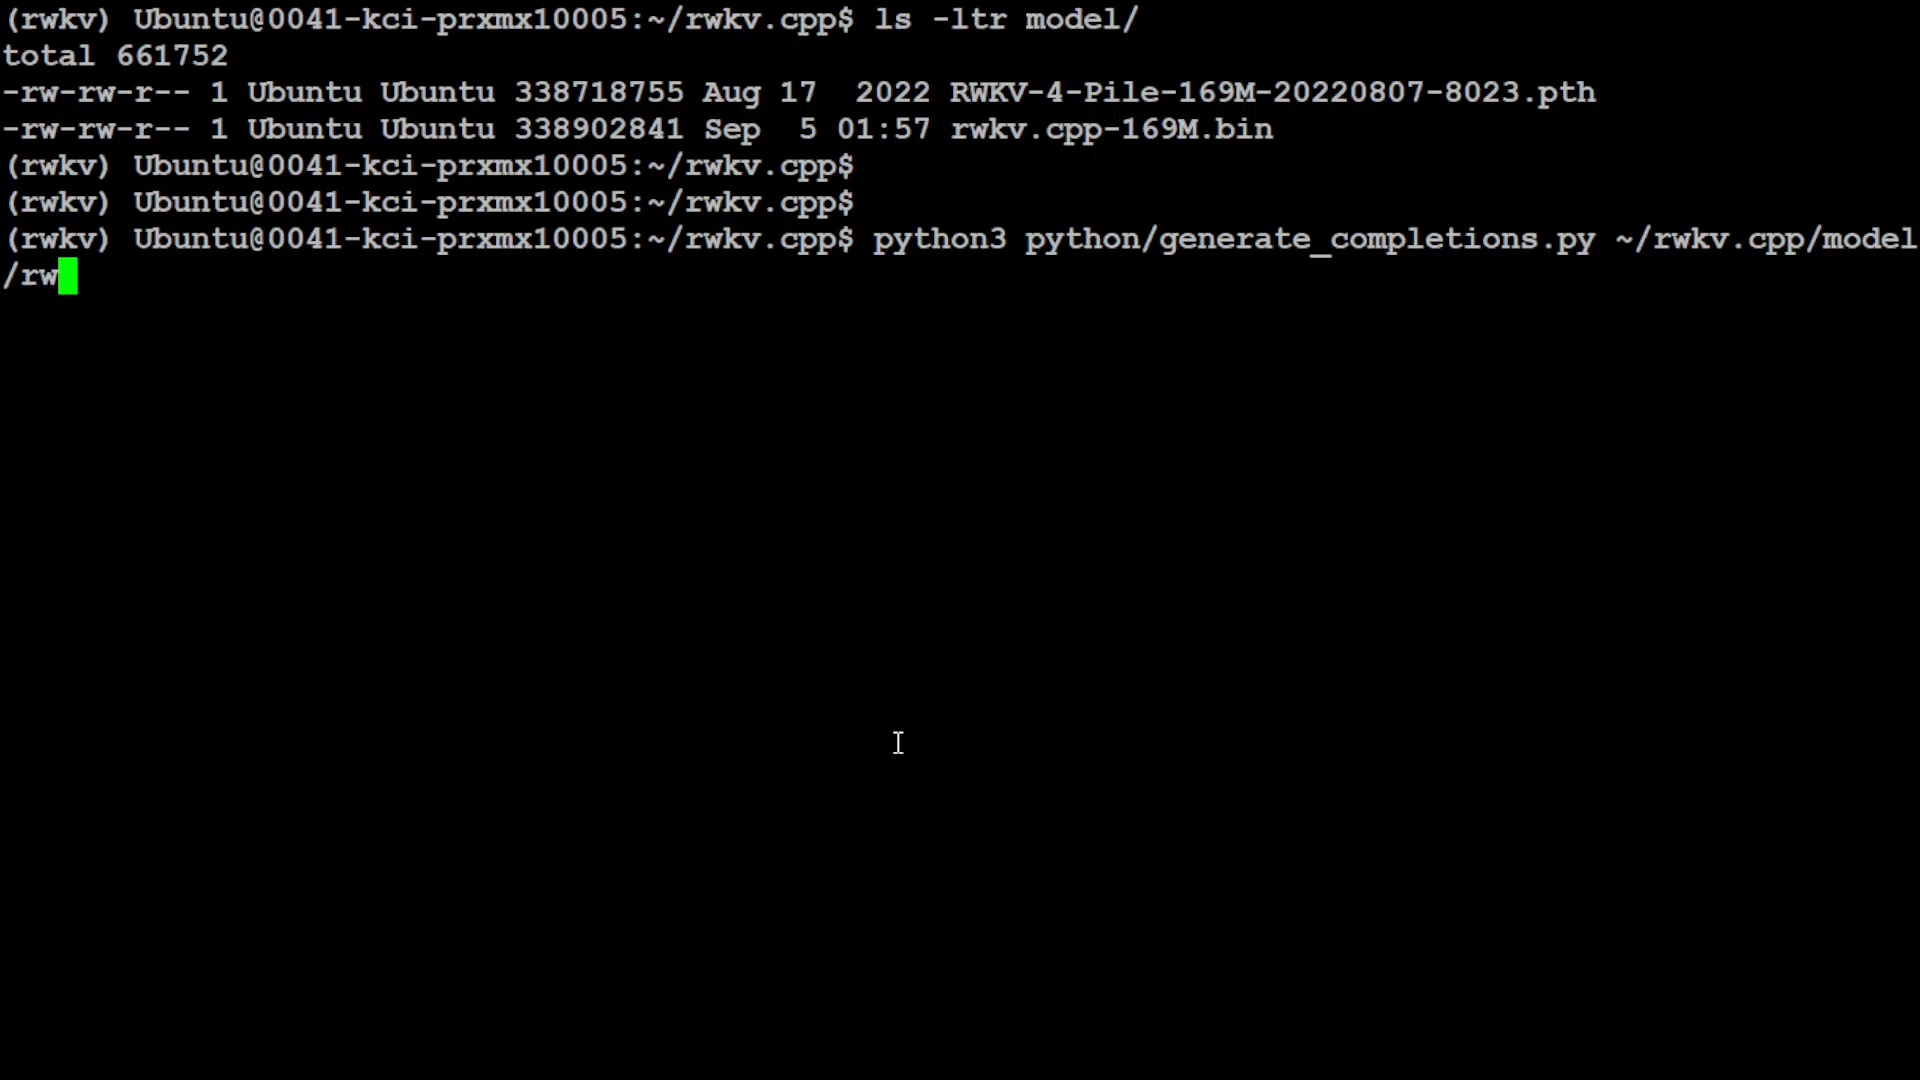 (rwkv) Ubuntu@0041-kci-prxmx10005:~/rwkv.cpp$ ls -ltr model/
total 661752
-rw-rw-r-- 1 Ubuntu Ubuntu 338718755 Aug 17  2022 RWKV-4-Pile-169M-20220807-8023.pth
-rw-rw-r-- 1 Ubuntu Ubuntu 338902841 Sep  5 01:57 rwkv.cpp-169M.bin
(rwkv) Ubuntu@0041-kci-prxmx10005:~/rwkv.cpp$
(rwkv) Ubuntu@0041-kci-prxmx10005:~/rwkv.cpp$
(rwkv) Ubuntu@0041-kci-prxmx10005:~/rwkv.cpp$ python3 python/generate_completions.py ~/rwkv.cpp/model
/rw